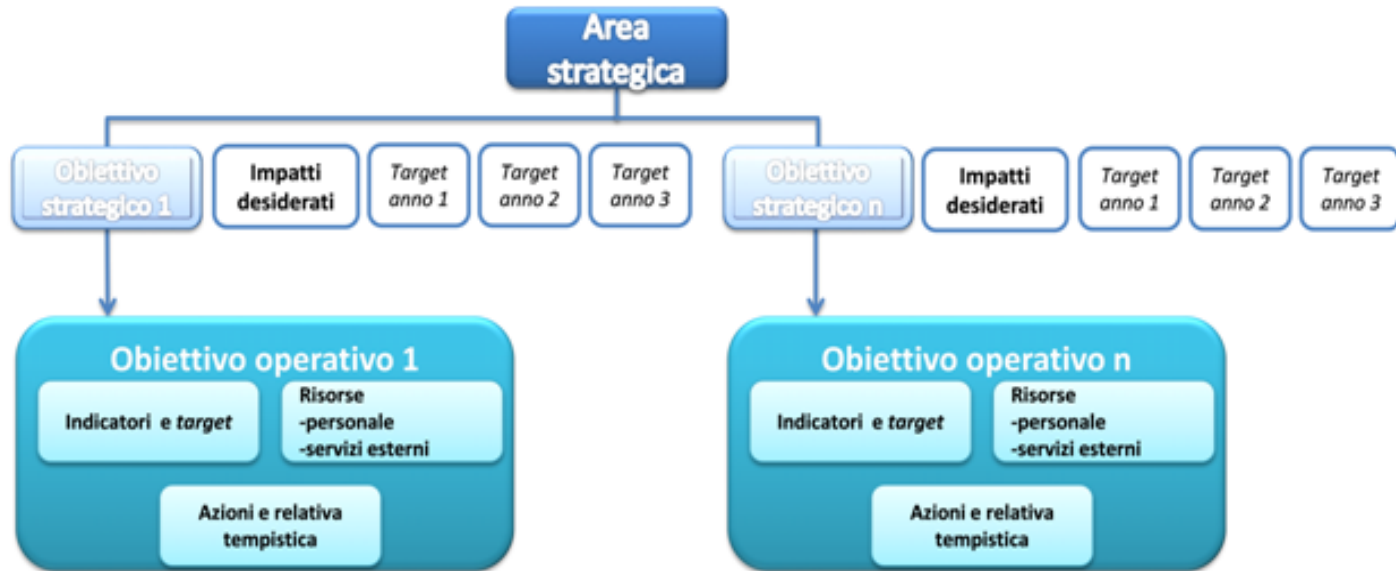 Area
strategica
Obiettivo
strategico 1
Impatti
desiderati
Target
anno 1
Target
anno 2
Target
anno 3
Obiettivo
strategico n
Impatti
desiderati
Target
anno 1
Target
anno 2
Target
anno 3
Obiettivo operativo 1
Indicatori e target
Risorse
-personale
-servizi esterni
Azioni e relativa
tempistica
Obiettivo operativo n
Indicatori e target
Risorse
-personale
-servizi esterni
Azioni e relativa
tempistica